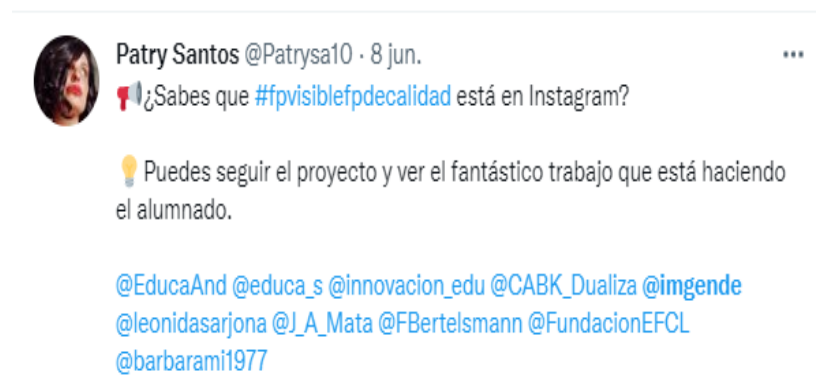 Patry Santos @Patrysa10 · 8 jun.
📢¿Sabes que #fpvisiblefpdecalidad está en Instagram?
💡Puedes seguir el proyecto y ver el fantástico trabajo que está haciendo
el alumnado.
@EducaAnd @educa_s @innovacion_edu @CABK_Dualiza @imgende
@leonidasarjona @J_A_Mata @FBertelsmann @FundacionEFCL
@barbarami1977